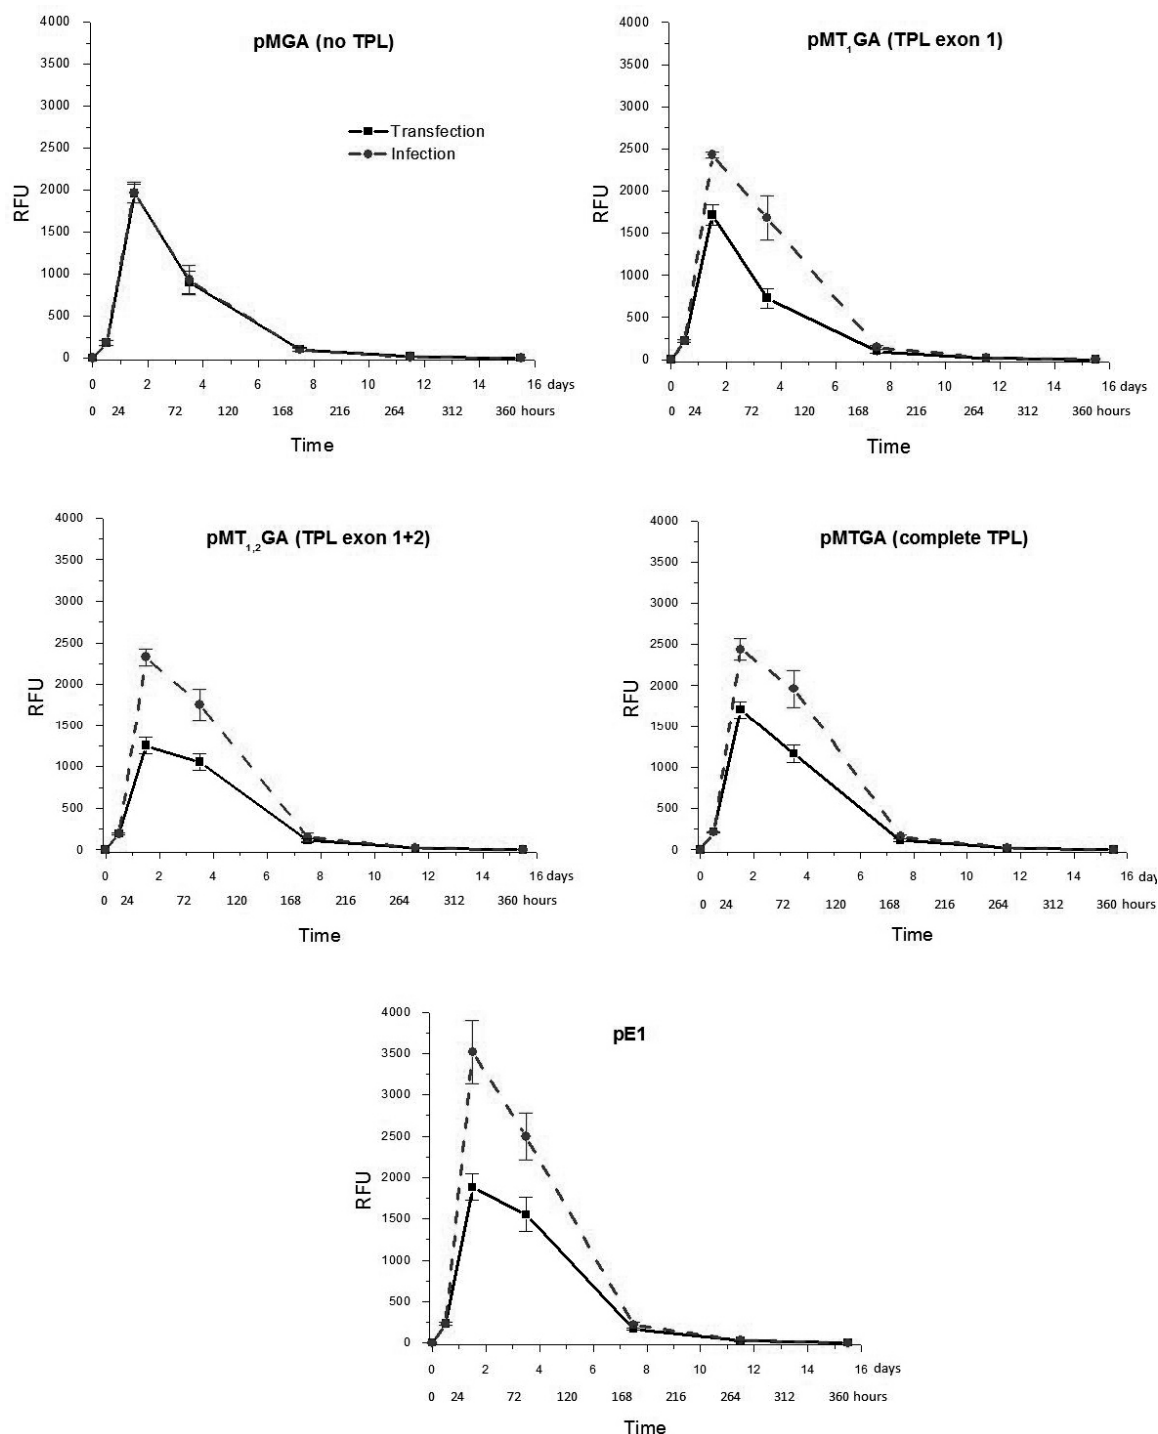 pMGA (no TPL)
4000
3500
3000
2500
2000
1500
1000
500
0
RFU
Transfection
Infection
0 2 4 6 8 10 12 14 16
0 24 72 120 168 216 264 312 360 hours
Time
pMT1GA (TPL exon 1)
4000
3500
3000
2500
2000
1500
1000
500
0
RFU
0 2 4 6 8 10 12 14 16 days
0 24 72 120 168 216 264 312 360 hours
Time
pMT1,2GA (TPL exon 1+2)
4000
3500
3000
2500
2000
1500
1000
500
0
RFU
0 2 4 6 8 10 12 14 16 days
0 24 72 120 168 216 264 312 360 hours
Time
pMTGA (complete TPL)
4000
3500
3000
2500
2000
1500
1000
500
0
RFU
0 2 4 6 8 10 12 14 16 day
0 24 72 120 168 216 264 312 360 hours
Time
pE1
4000
3500
3000
2500
2000
1500
1000
500
0
RFU
0 2 4 6 8 10 12 14 16 days
0 24 72 120 168 216 264 312 360 hours
Time